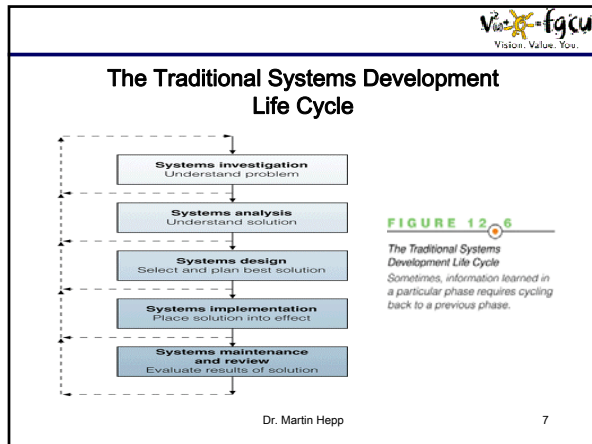 fgcu
Vision. Value. You.
The Traditional Systems Development
Life Cycle
Systems investigation
Understand problem
Systems analysis
Understand solution
Systems design
Select and plan best solution
Systems implementation
Place solution into effect
Systems maintenance
and review
Evaluate results of solution
FIGURE 12 6
The Traditional Systems
Development Life Cycle
Sometimes, information learned in
a particular phase requires cycling
back to a previous phase.
Dr. Martin Hepp
7